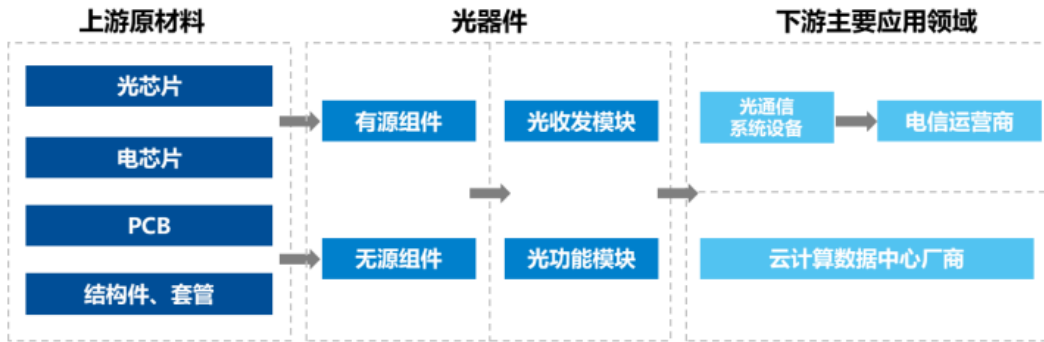 上游原材料
光器件
下游主要应用领域
光芯片
电芯片
PCB
结构件、套管
有源组件
无源组件
光收发模块
光功能模块
光通信
系统设备
电信运营商
云计算数据中心厂商